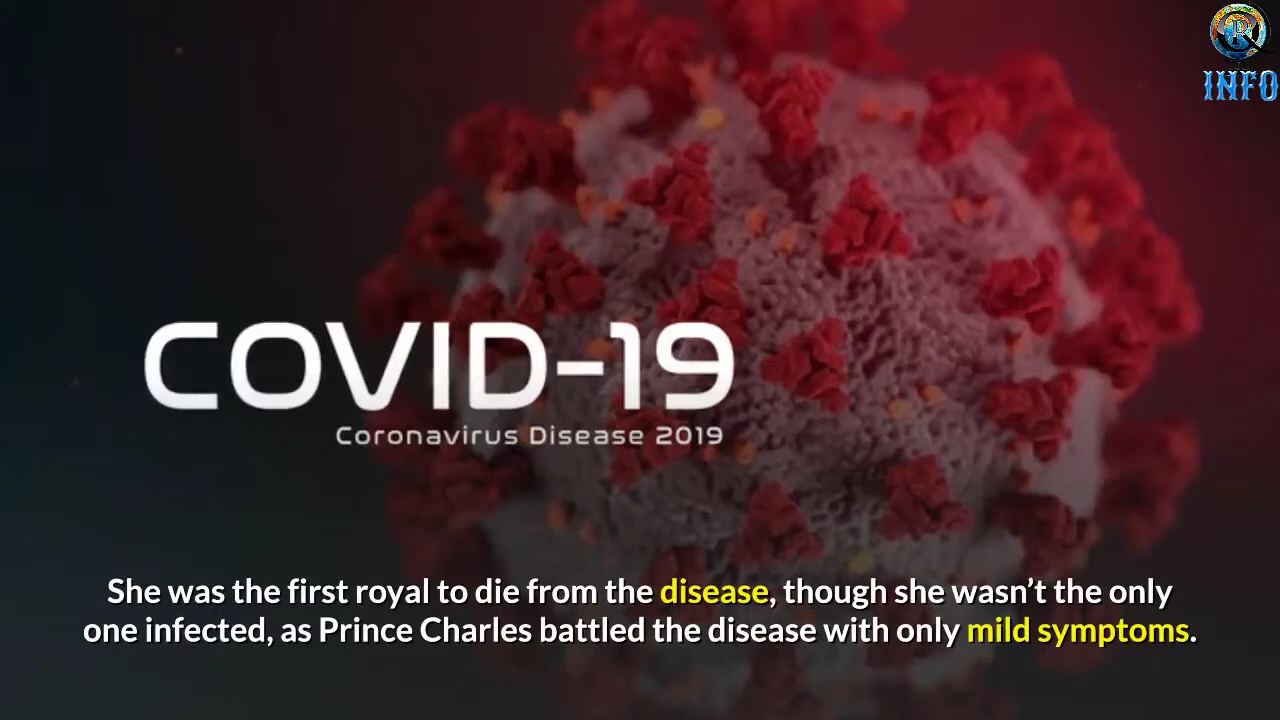 INFO
COVID-19
Coronavirus Disease 2019
She was the first royal to die from the disease, though she wasn’t the only
one infected, as Prince Charles battled the disease with only mild symptoms.